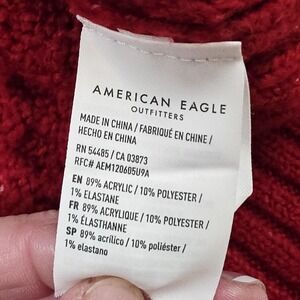 AMERICAN EAGLE
OUTFITTERS
MADE IN CHINA / FABRIQUÉ EN CHINE /
HECHO EN CHINA
RN 54485 / CA 03873
RFC# AEM120605U9A
EN 89% ACRYLIC / 10% POLYESTER /
1% ELASTANE
FR 89% ACRYLIQUE / 10% POLYESTER /
1% ÉLASTHANNE
SP 89% acrílico / 10% poliéster /
1% elastano